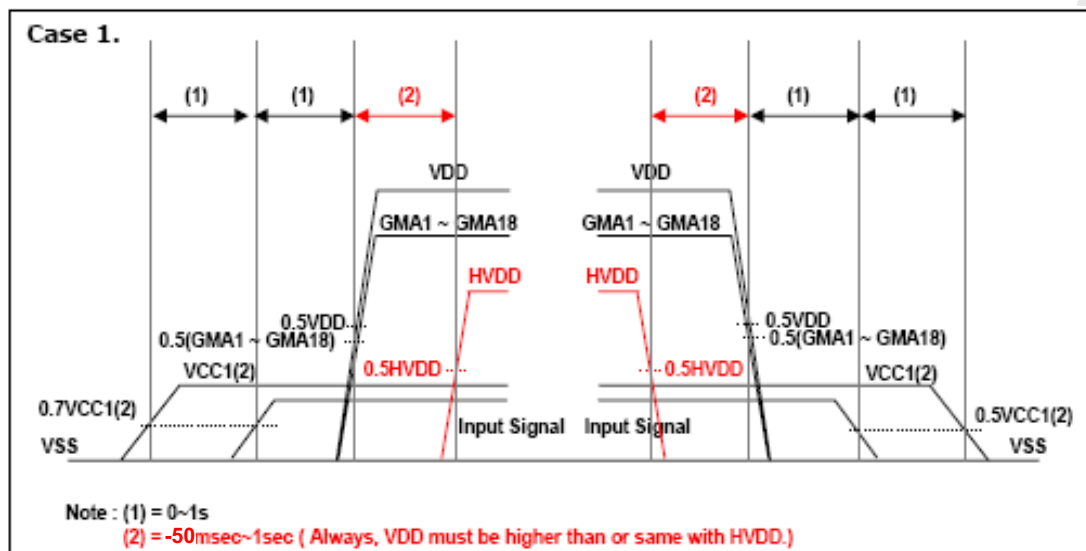 Case 1.
(1) (1) (2) (2) (1) (1)
VDD VDD
GMA1 ~ GMA18 GMA1 ~ GMA18
HVDD HVDD
0.5VDD 0.5VDD
0.5(GMA1 ~ GMA18) 0.5(GMA1 ~ GMA18)
VCC1(2) 0.5HVDD 0.5HVDD VCC1(2)
0.7VCC1(2) 0.5VCC1(2)
Input Signal Input Signal
VSS VSS
Note : (1) = 0~1s
(2) = -50msec~1sec ( Always, VDD must be higher than or same with HVDD.)